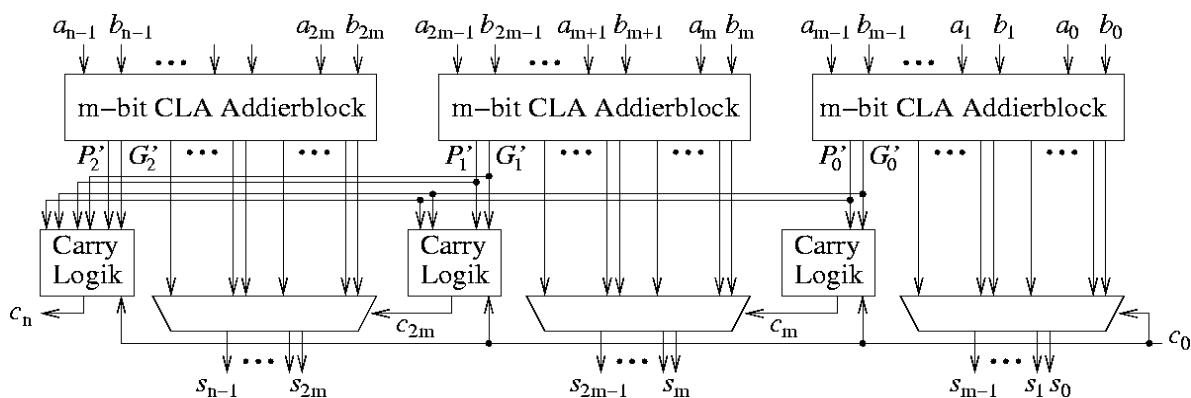 a_{n−1} b_{n−1} ••• a_{2m} b_{2m} a_{2m−1} b_{2m−1} ••• a_{m+1} b_{m+1} a_m b_m a_{m−1} b_{m−1} ••• a_1 b_1 a_0 b_0
m−bit CLA Addierblock m−bit CLA Addierblock m−bit CLA Addierblock
P'_2 G'_2 ••• ••• P'_1 G'_1 ••• ••• P'_0 G'_0 ••• •••
Carry Carry Carry
Logik Logik Logik
c_n c_{2m} c_m c_0
s_{n−1} ••• s_{2m} s_{2m−1} ••• s_m s_{m−1} ••• s_1 s_0